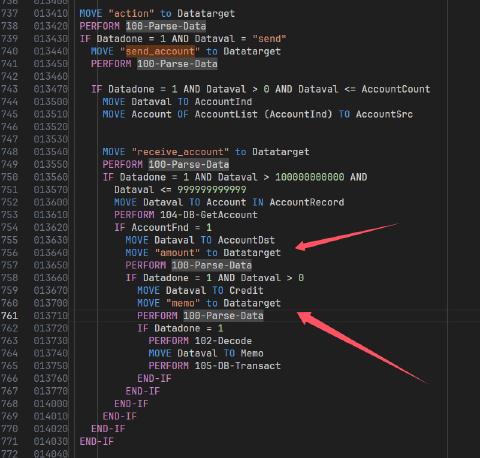 736 013400
737 013410 MOVE "action" to Datatarget
738 013420 PERFORM 100-Parse-Data
739 013430 IF Datadone = 1 AND Dataval = "send"
740 013440 MOVE "send_account" to Datatarget
741 013450 PERFORM 100-Parse-Data
742 013460
743 013470 IF Datadone = 1 AND Dataval > 0 AND Dataval <= AccountCount
744 013500 MOVE Dataval TO AccountInd
745 013510 MOVE Account OF AccountList (AccountInd) TO AccountSrc
746 013520
747 013530
748 013540 MOVE "receive_account" to Datatarget
749 013550 PERFORM 100-Parse-Data
750 013560 IF Datadone = 1 AND Dataval > 100000000000 AND
751 013570 Dataval <= 999999999999
752 013600 MOVE Dataval TO Account IN AccountRecord
753 013610 PERFORM 104-DB-GetAccount
754 013620 IF AccountFnd = 1
755 013630 MOVE Dataval TO AccountDst
756 013640 MOVE "amount" to Datatarget
757 013650 PERFORM 100-Parse-Data
758 013660 IF Datadone = 1 AND Dataval > 0
759 013670 MOVE Dataval TO Credit
760 013700 MOVE "memo" to Datatarget
761 013710 PERFORM 100-Parse-Data
762 013720 IF Datadone = 1
763 013730 PERFORM 102-Decode
764 013740 MOVE Dataval TO Memo
765 013750 PERFORM 105-DB-Transact
766 013760 END-IF
767 013770 END-IF
768 014000 END-IF
769 014010 END-IF
770 014020 END-IF
771 014030 END-IF
772 014040